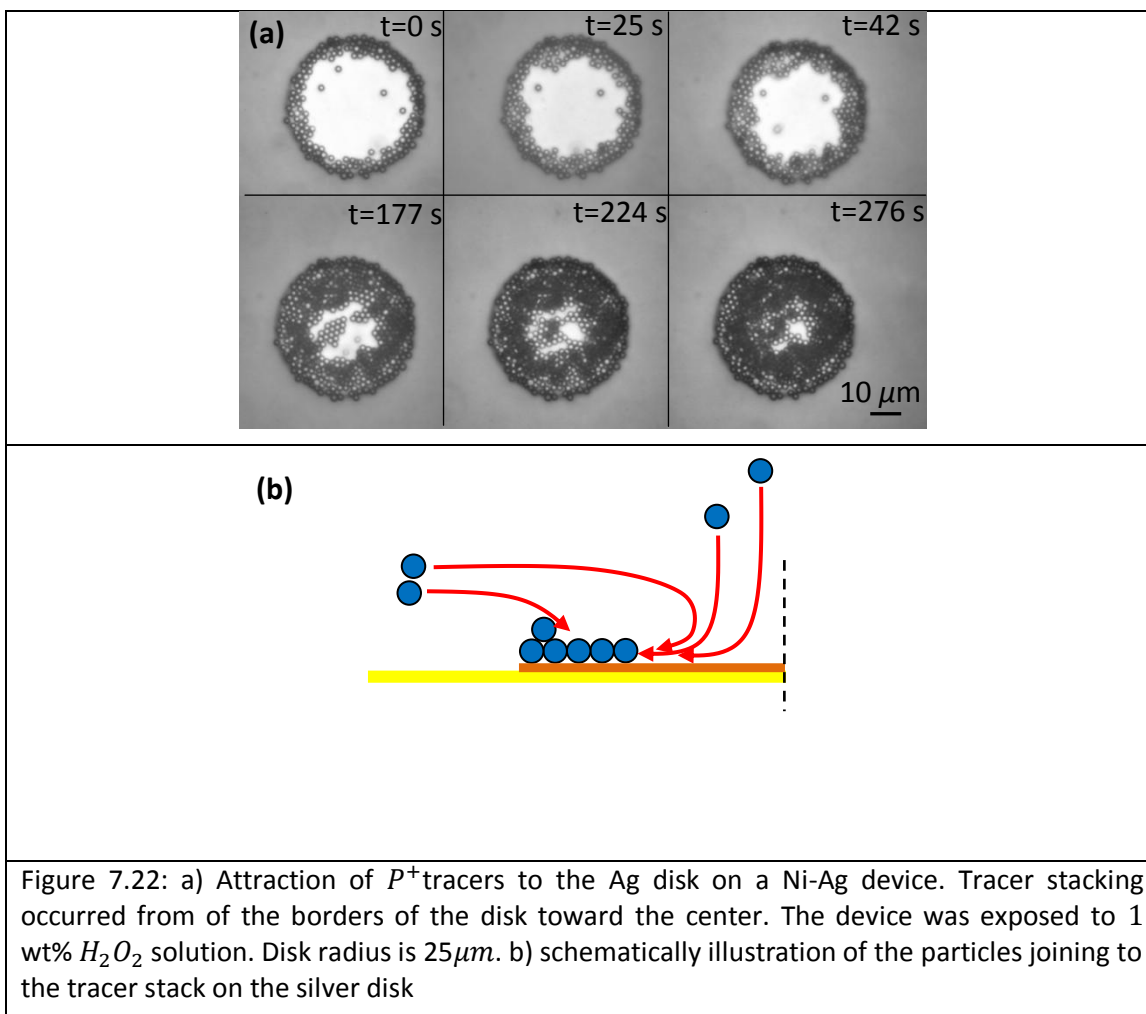 (a)
t=0 s
t=25 s
t=42 s
t=177 s
t=224 s
t=276 s
10 μm
(b)
Figure 7.22: a) Attraction of P⁺tracers to the Ag disk on a Ni-Ag device. Tracer stacking
occurred from of the borders of the disk toward the center. The device was exposed to 1
wt% H₂O₂ solution. Disk radius is 25μm. b) schematically illustration of the particles joining to
the tracer stack on the silver disk